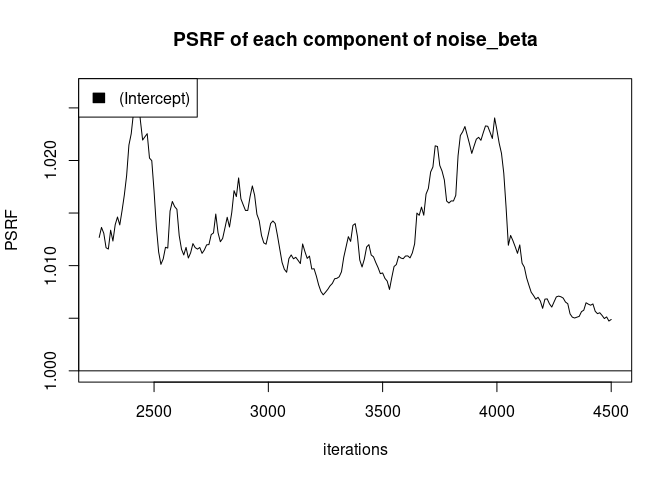 PSRF of each component of noise_beta
(Intercept)
PSRF
1.000
1.010
1.020
2500
3000
3500
4000
4500
iterations